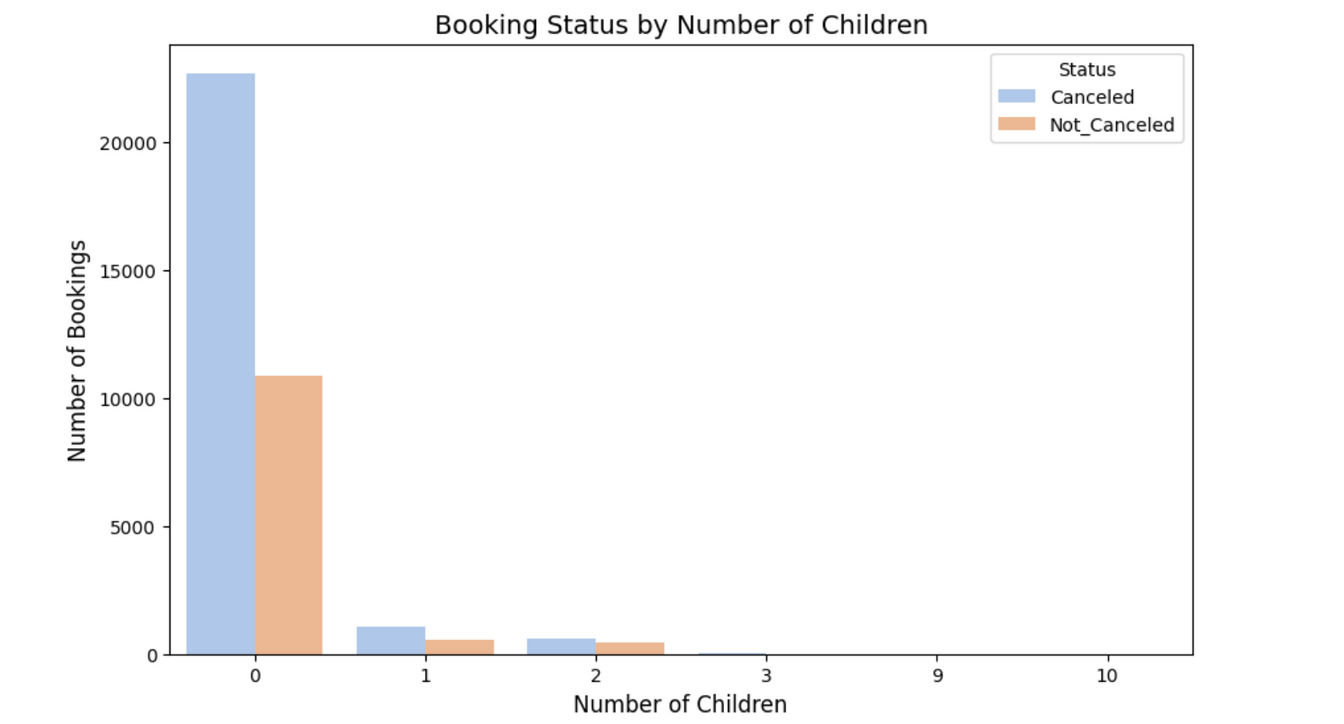 Booking Status by Number of Children
Status
Canceled
Not_Canceled
20000
15000
10000
5000
0
Number of Bookings
0 1 2 3 9 10
Number of Children